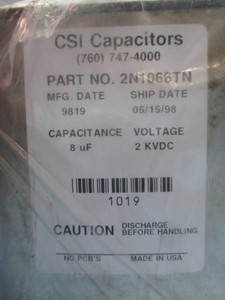 CSI Capacitors
(760) 747-4000
PART NO. 2N1066TN
MFG. DATE SHIP DATE
9819 05/15/98
CAPACITANCE VOLTAGE
8 uF 2 KVDC
1019
CAUTION DISCHARGE
BEFORE HANDLING
NO PCB'S MADE IN USA